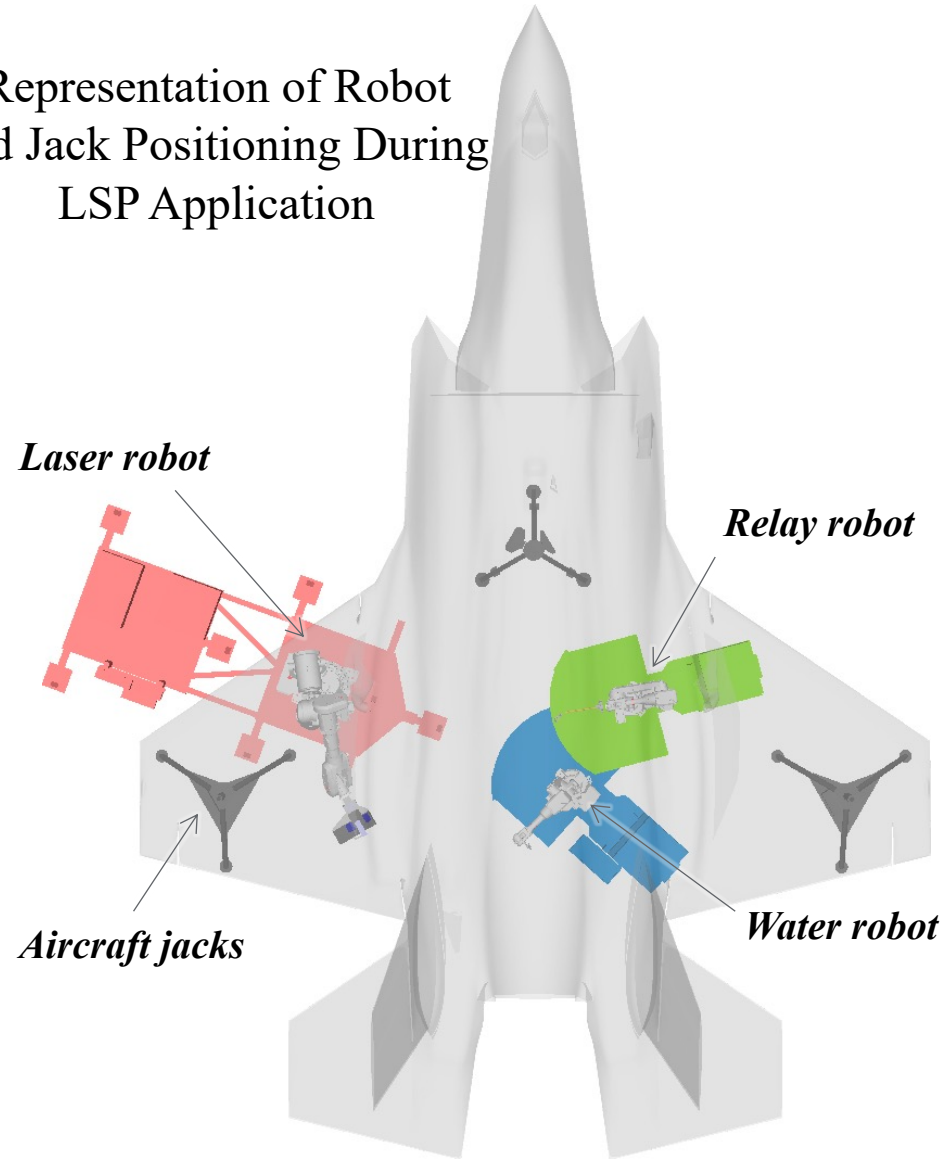 Representation of Robot
d Jack Positioning During
LSP Application
Laser robot
Relay robot
Aircraft jacks
Water robot